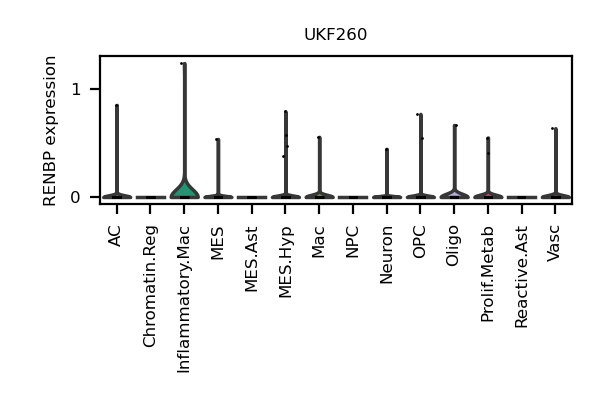 UKF260
RENBP expression
1
0
AC
Chromatin.Reg
Inflammatory.Mac
MES
MES.Ast
MES.Hyp
Mac
NPC
Neuron
OPC
Oligo
Prolif.Metab
Reactive.Ast
Vasc